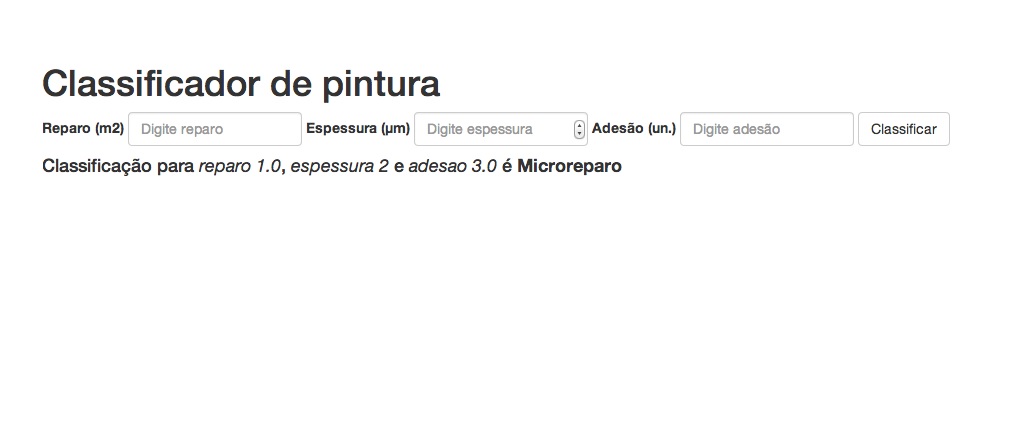 Classificador de pintura
Reparo (m2) Digite reparo Espessura (µm) Digite espessura Adesão (un.) Digite adesão Classificar
Classificação para reparo 1.0, espessura 2 e adesao 3.0 é Microreparo